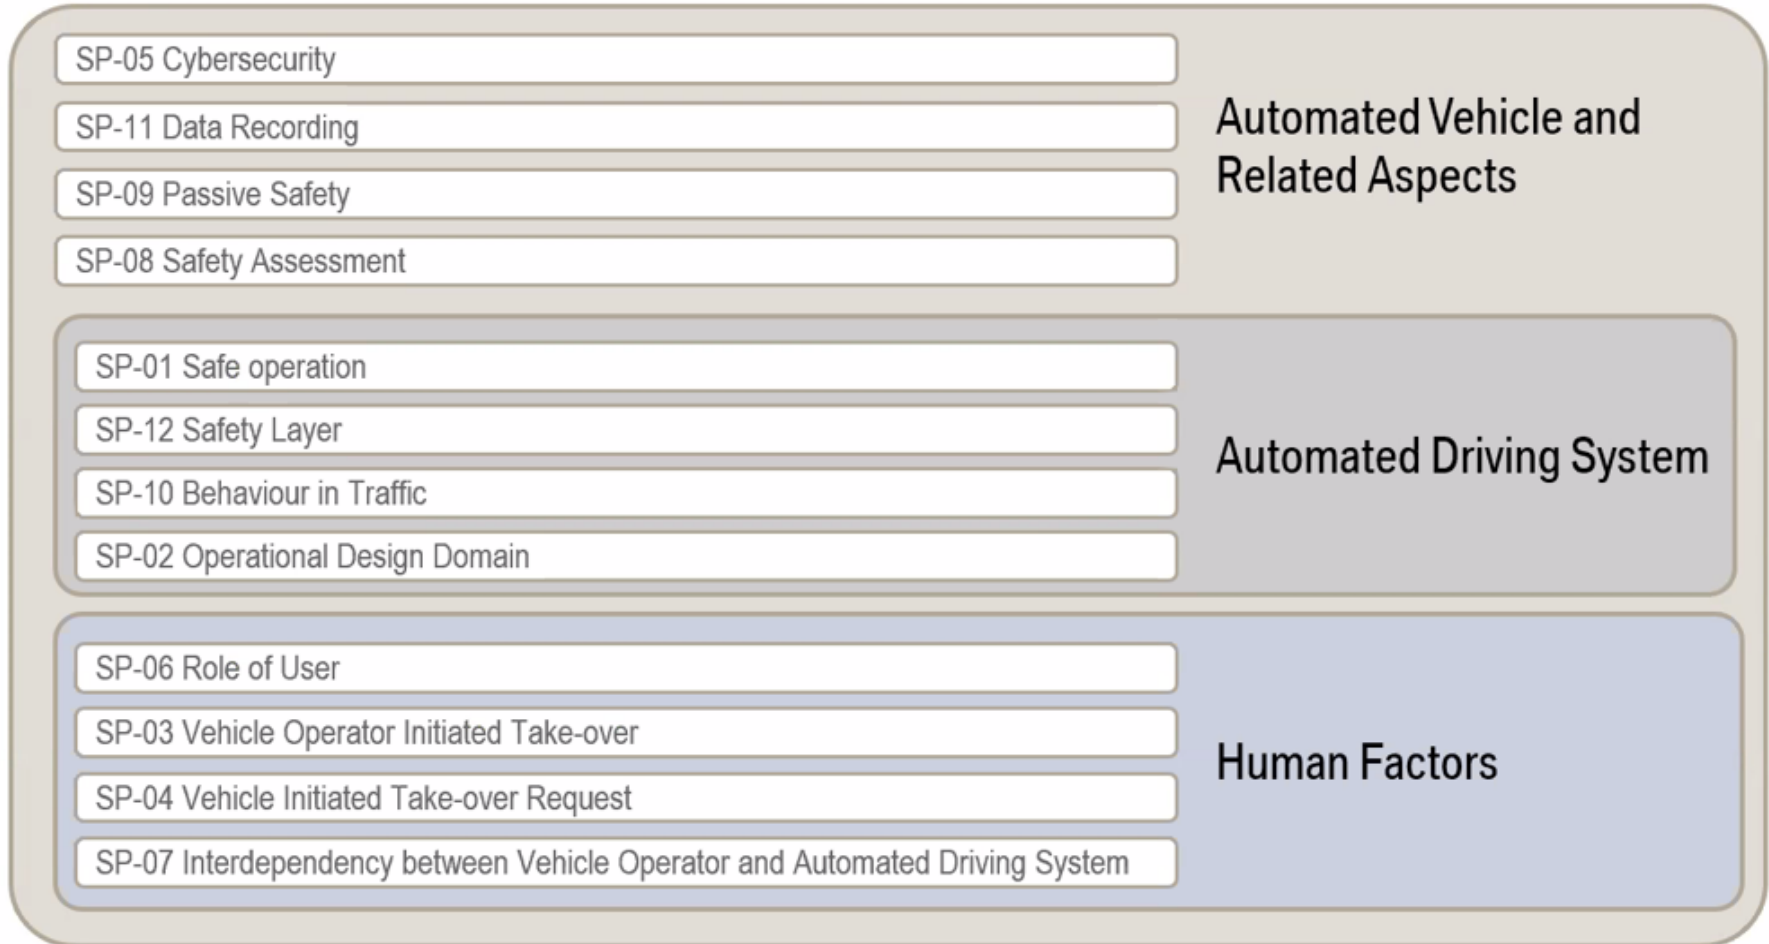 SP-05 Cybersecurity
SP-11 Data Recording
SP-09 Passive Safety
SP-08 Safety Assessment
Automated Vehicle and
Related Aspects
SP-01 Safe operation
SP-12 Safety Layer
SP-10 Behaviour in Traffic
SP-02 Operational Design Domain
Automated Driving System
SP-06 Role of User
SP-03 Vehicle Operator Initiated Take-over
SP-04 Vehicle Initiated Take-over Request
SP-07 Interdependency between Vehicle Operator and Automated Driving System
Human Factors